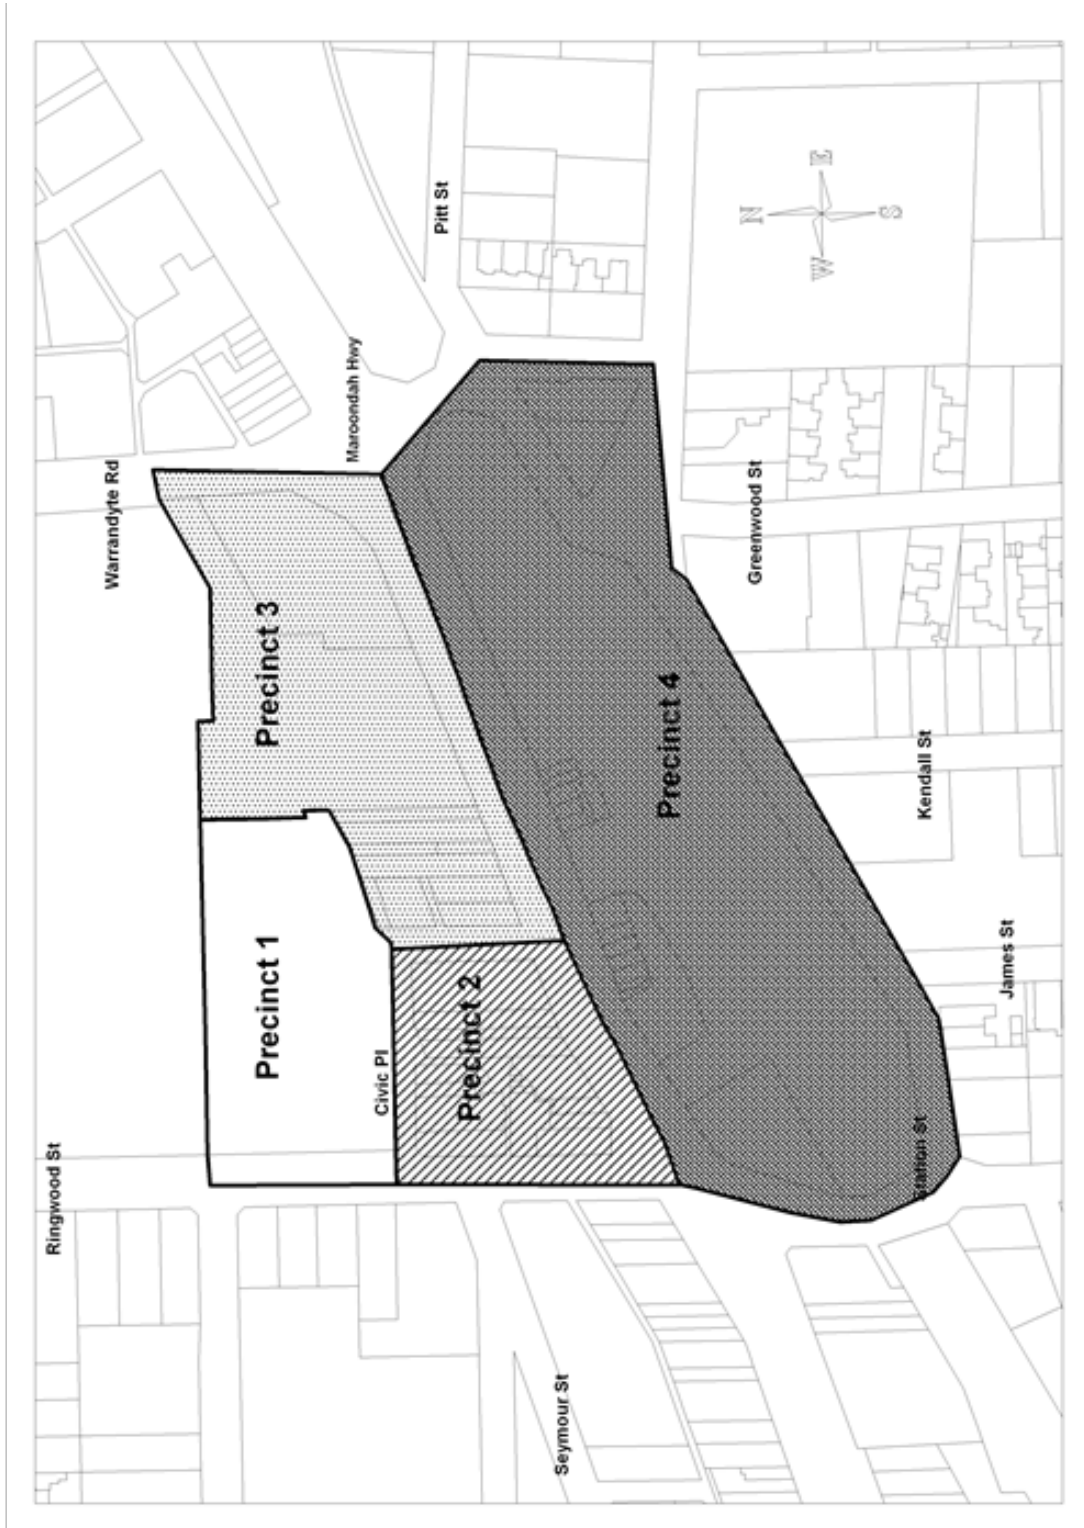 Pitt St
Maroondah Hwy
Warrandyte Rd
Greenwood St
Precinct 3
Precinct 4
Kendall St
James St
Precinct 1
Precinct 2
Civic Pl
Station St
Ringwood St
Seymour St
N
E
S
W